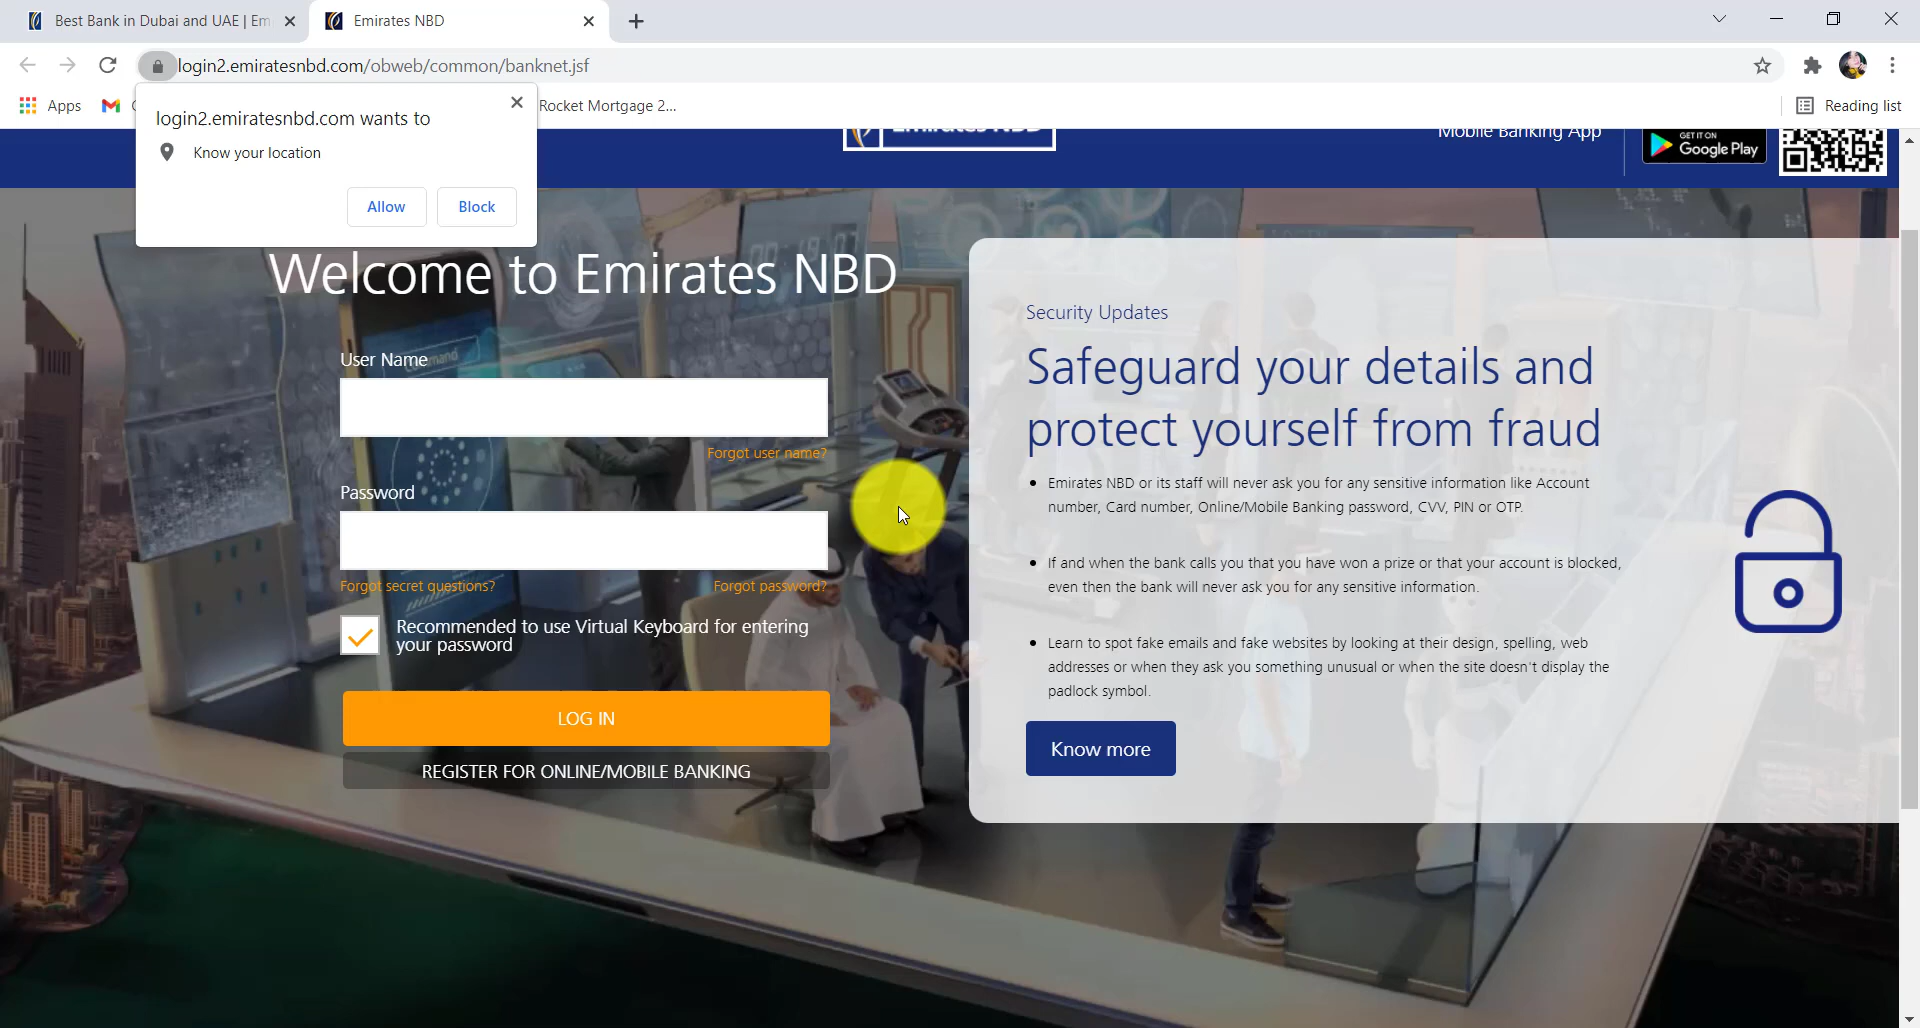 Best Bank in Dubai and UAE | Em
Emirates NBD
login2.emiratesnbd.com/obweb/common/banknet.jsf
Apps
Rocket Mortgage 2...
Reading list
login2.emiratesnbd.com wants to
Know your location
Allow
Block
Emirates NBD
Mobile Banking App
GET IT ON
Google Play
Welcome to Emirates NBD
User Name
Forgot user name?
Password
Forgot secret questions?
Forgot password?
Recommended to use Virtual Keyboard for entering
your password
LOG IN
REGISTER FOR ONLINE/MOBILE BANKING
Security Updates
Safeguard your details and
protect yourself from fraud
• Emirates NBD or its staff will never ask you for any sensitive information like Account
number, Card number, Online/Mobile Banking password, CVV, PIN or OTP.
• If and when the bank calls you that you have won a prize or that your account is blocked,
even then the bank will never ask you for any sensitive information.
• Learn to spot fake emails and fake websites by looking at their design, spelling, web
addresses or when they ask you something unusual or when the site doesn't display the
padlock symbol.
Know more